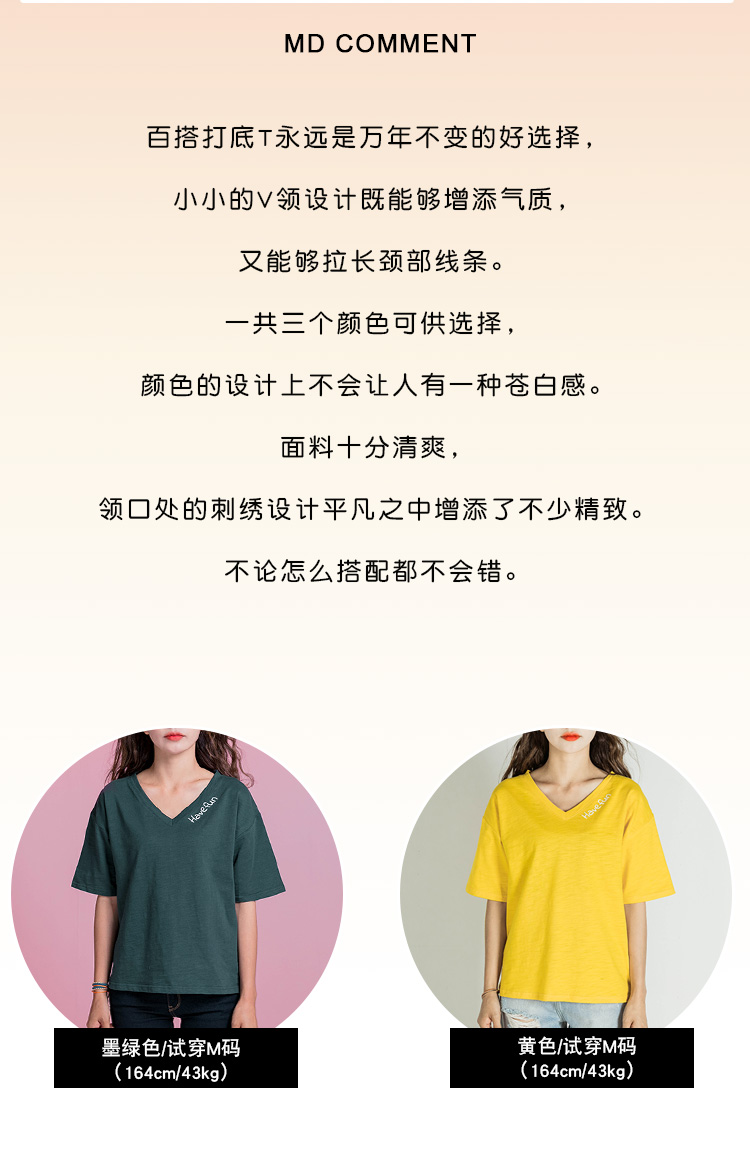 MD COMMENT
百搭打底T永远是万年不变的好选择，
小小的V领设计既能够增添气质，
又能够拉长颈部线条。
一共三个颜色可供选择，
颜色的设计上不会让人有一种苍白感。
面料十分清爽，
领口处的刺绣设计平凡之中增添了不少精致。
不论怎么搭配都不会错。
Have fun
Have fun
墨绿色/试穿M码
（164cm/43kg）
黄色/试穿M码
（164cm/43kg）